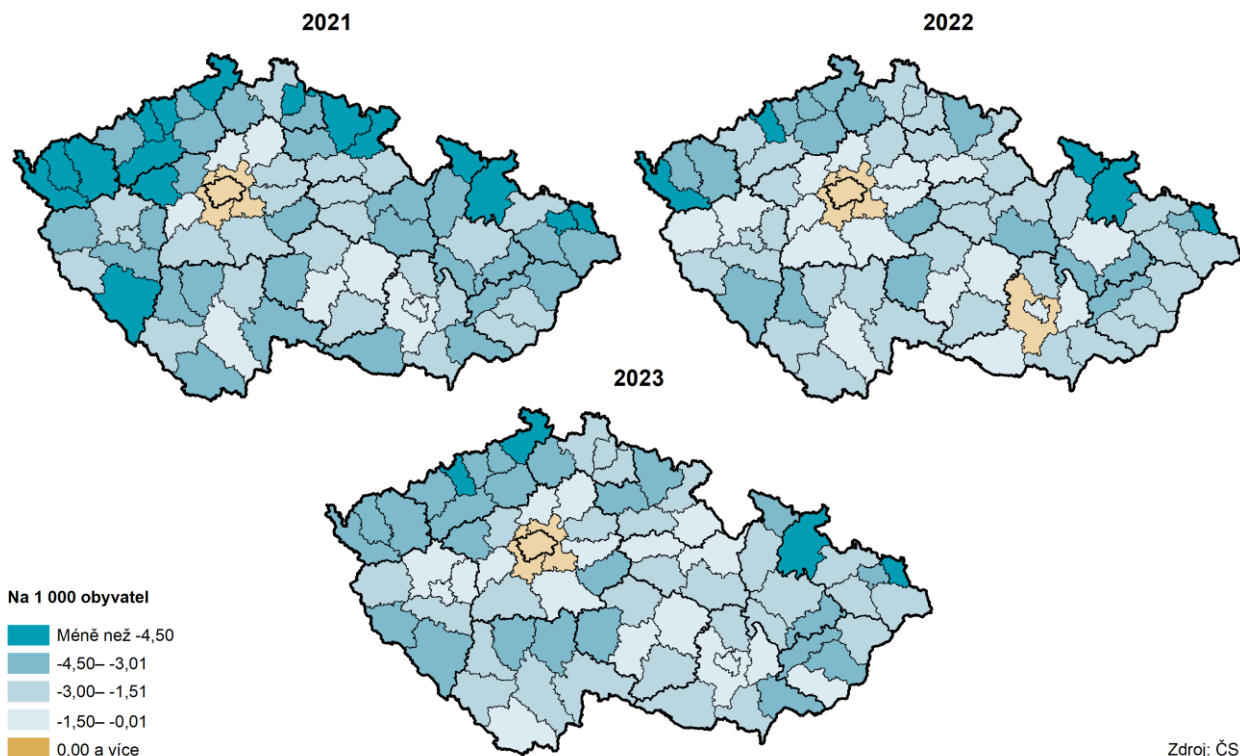 2021
2022
2023
Na 1 000 obyvatel
Méně než -4,50
-4,50– -3,01
-3,00– -1,51
-1,50– -0,01
0,00 a více
Zdroj: ČS